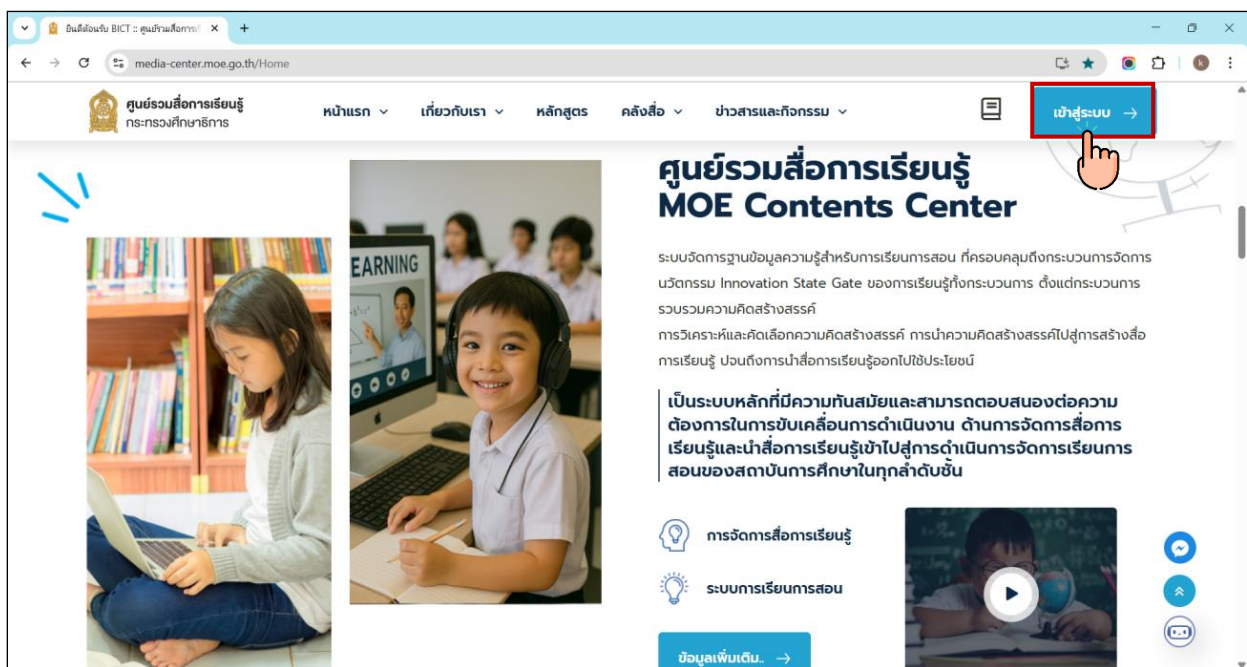 ยินดีต้อนรับ BICT :: ศูนย์รวมสื่อการเ
media-center.moe.go.th/Home
k
ศูนย์รวมสื่อการเรียนรู้
กระทรวงศึกษาธิการ
หน้าแรก
เกี่ยวกับเรา
หลักสูตร
คลังสื่อ
ข่าวสารและกิจกรรม
เข้าสู่ระบบ →
ศูนย์รวมสื่อการเรียนรู้
MOE Contents Center
EARNING
ระบบจัดการฐานข้อมูลความรู้สำหรับการเรียนการสอน ที่ครอบคลุมถึงกระบวนการจัดการ
นวัตกรรม Innovation State Gate ของการเรียนรู้ทั้งกระบวนการ ตั้งแต่กระบวนการ
รวบรวมความคิดสร้างสรรค์
การวิเคราะห์และคัดเลือกความคิดสร้างสรรค์ การนำความคิดสร้างสรรค์ไปสู่การสร้างสื่อ
การเรียนรู้ ปจนถึงการนำสื่อการเรียนรู้ออกไปใช้ประโยชน์
เป็นระบบหลักที่มีความทันสมัยและสามารถตอบสนองต่อความ
ต้องการในการขับเคลื่อนการดำเนินงาน ด้านการจัดการสื่อการ
เรียนรู้และนำสื่อการเรียนรู้เข้าไปสู่การดำเนินการจัดการเรียนการ
สอนของสถาบันการศึกษาในทุกลำดับชั้น
การจัดการสื่อการเรียนรู้
ระบบการเรียนการสอน
ข้อมูลเพิ่มเติม.. →